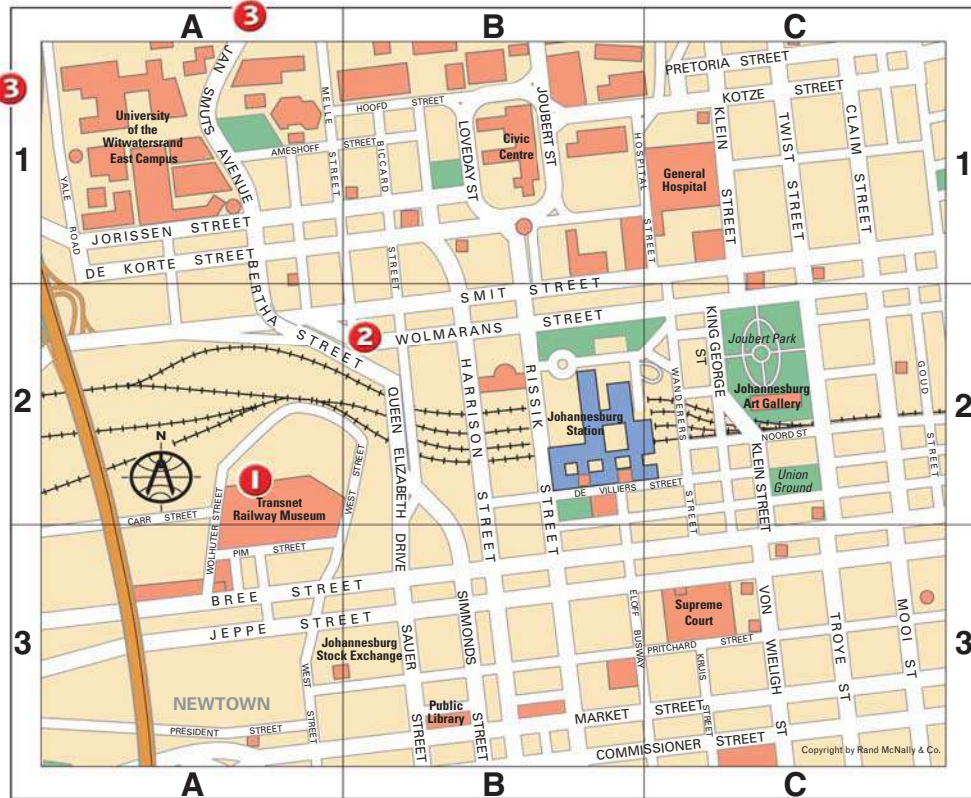 A
3
B
C
3
1
1
2
2
3
3
A
B
C
University
of the
Witwatersrand
East Campus
JAN SMUTS AVENUE
MELLE STREET
HOOFD STREET
AMESHOFF STREET
BICCARD STREET
YALE ROAD
JORISSEN STREET
DE KORTE STREET
LOVEDAY ST
JOUBERT ST
Civic
Centre
HOSPITAL STREET
General
Hospital
PRETORIA STREET
KOTZE STREET
KLEIN STREET
TWIST STREET
CLAIM STREET
SMIT STREET
BERTHA STREET
2
WOLMARANS STREET
KING GEORGE ST
Joubert Park
Johannesburg
Art Gallery
GOUD STREET
WANDERERS STREET
NOORD ST
Union
Ground
KLEIN STREET
QUEEN ELIZABETH DRIVE
HARRISON STREET
RISSIK STREET
Johannesburg
Station
DE VILLIERS STREET
N
1
Transnet
Railway Museum
CARR STREET
WOLHUTER STREET
WEST STREET
PIM STREET
BREE STREET
JEPPE STREET
Johannesburg
Stock Exchange
SAUER STREET
SIMMONDS STREET
Public
Library
NEWTOWN
PRESIDENT STREET
WEST STREET
ELOFF BUSWAY
Supreme
Court
PRITCHARD STREET
KRUIS STREET
VON WIELIGH ST
TROYE ST
MOOI ST
MARKET STREET
COMMISSIONER STREET
Copyright by Rand McNally & Co.